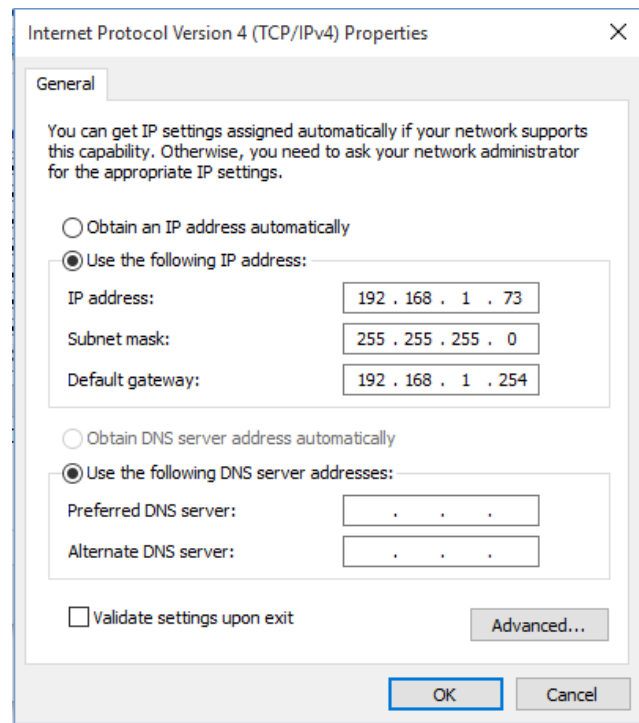 Internet Protocol Version 4 (TCP/IPv4) Properties
General
You can get IP settings assigned automatically if your network supports
this capability. Otherwise, you need to ask your network administrator
for the appropriate IP settings.
Obtain an IP address automatically
Use the following IP address:
IP address: 192 . 168 . 1 . 73
Subnet mask: 255 . 255 . 255 . 0
Default gateway: 192 . 168 . 1 . 254
Obtain DNS server address automatically
Use the following DNS server addresses:
Preferred DNS server: . . .
Alternate DNS server: . . .
Validate settings upon exit
Advanced...
OK Cancel